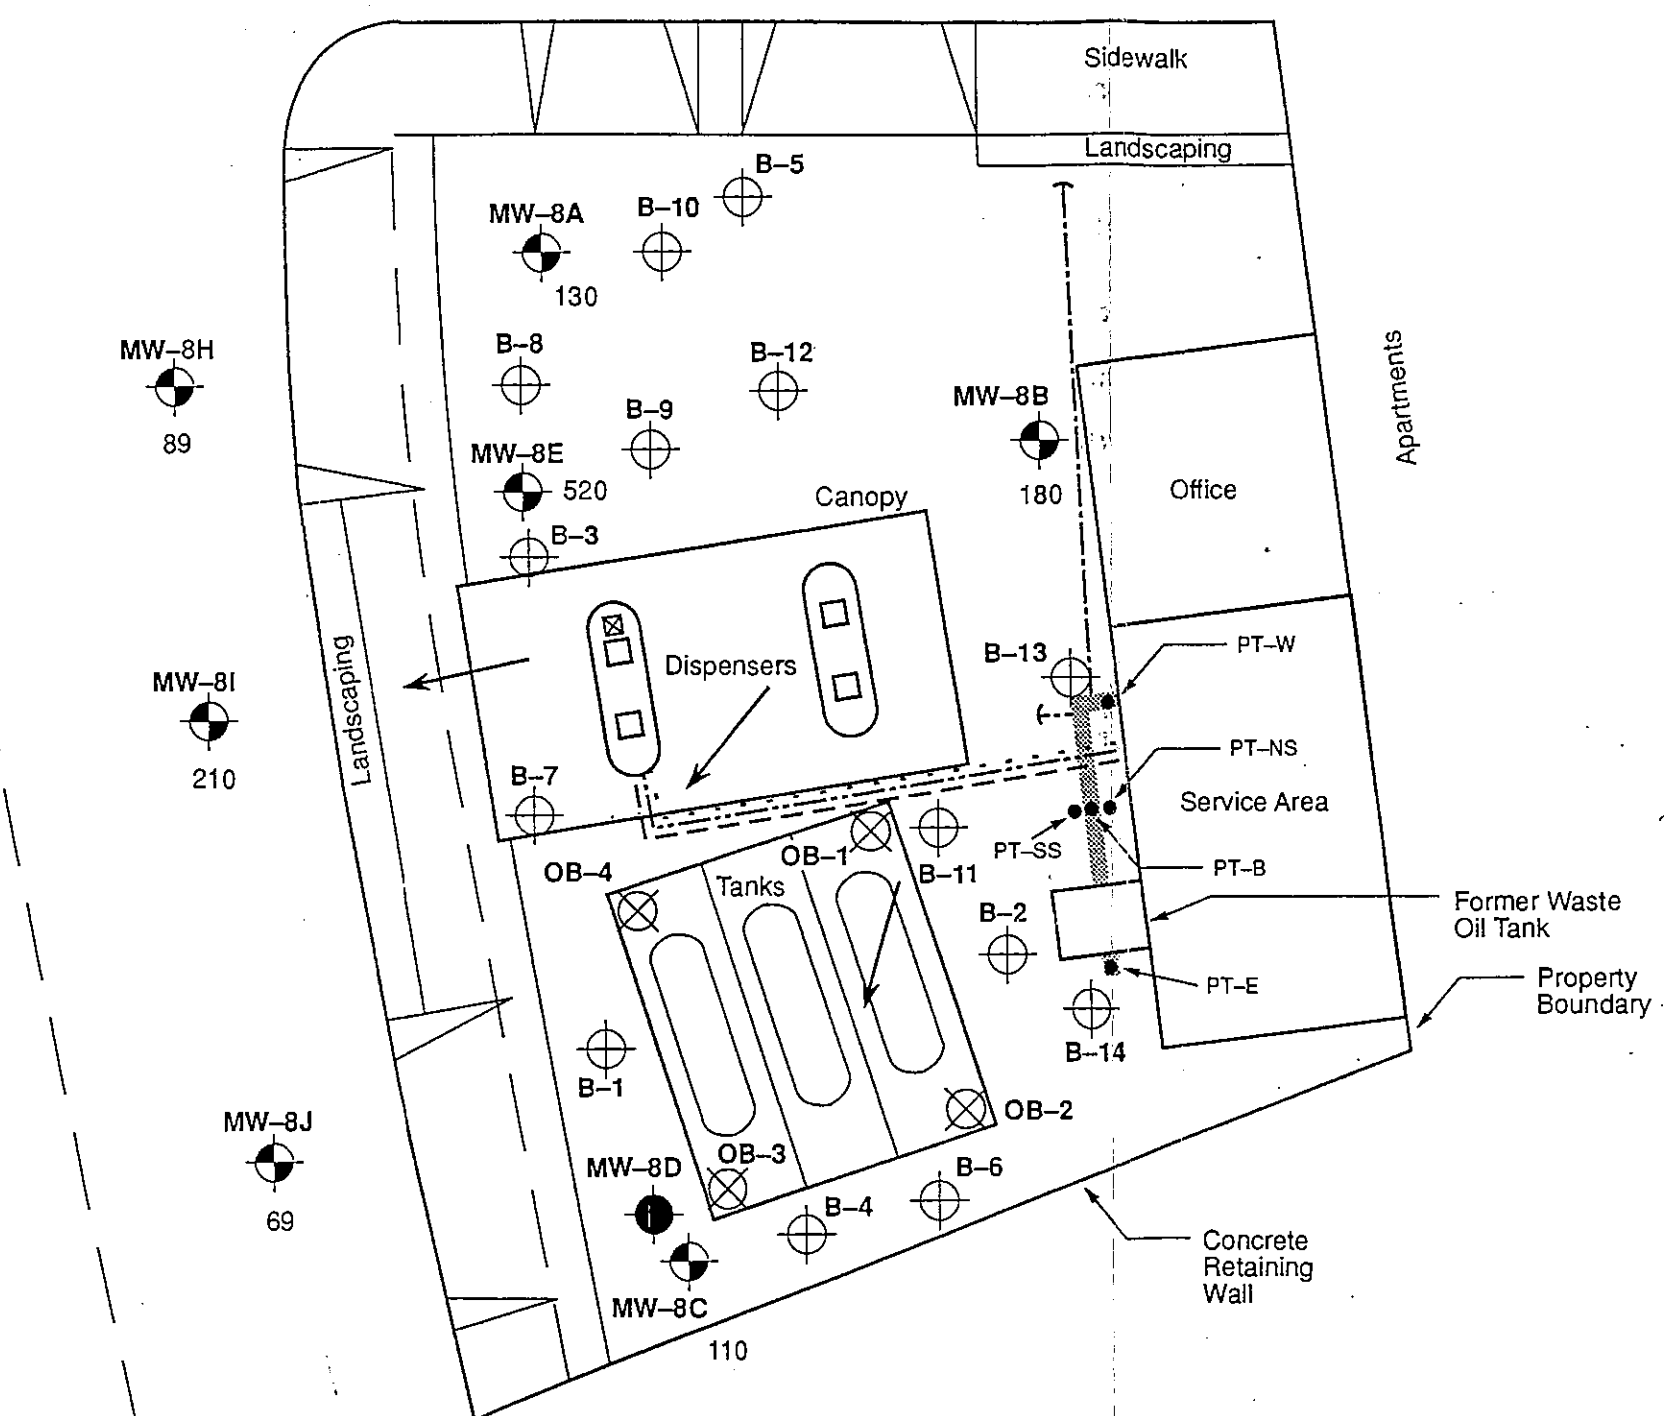 Sidewalk
Landscaping
B–5
MW–8A
B–10
130
MW–8H
B–8
B–12
89
B–9
MW–8B
Apartments
MW–8E
520
180
Office
Canopy
B–3
Landscaping
B–13
PT–W
Dispensers
MW–8I
210
B–7
PT–NS
Service Area
PT–SS
PT–B
OB–4
OB–1
B–11
Tanks
B–2
Former Waste
Oil Tank
PT–E
Property
Boundary
B–14
B–1
OB–2
MW–8J
69
OB–3
MW–8D
B–6
B–4
Concrete
Retaining
Wall
MW–8C
110